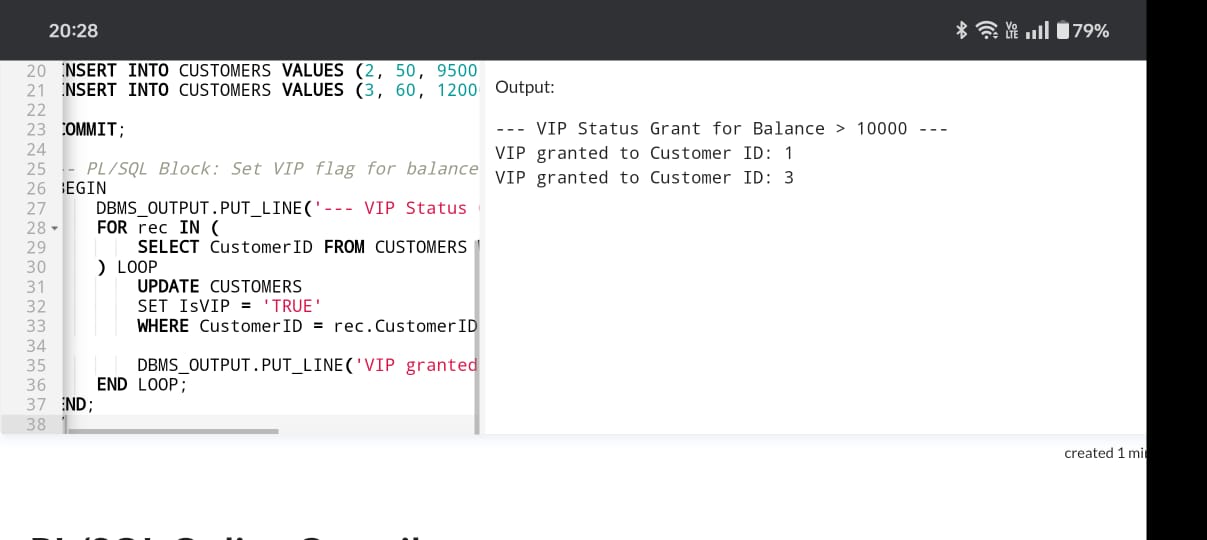 20:28
Vo LTE 79%
20 INSERT INTO CUSTOMERS VALUES (2, 50, 9500
21 INSERT INTO CUSTOMERS VALUES (3, 60, 1200
22
23 COMMIT;
24
25 -- PL/SQL Block: Set VIP flag for balance
26 BEGIN
27 DBMS_OUTPUT.PUT_LINE('--- VIP Status
28 FOR rec IN (
29 SELECT CustomerID FROM CUSTOMERS
30 ) LOOP
31 UPDATE CUSTOMERS
32 SET IsVIP = 'TRUE'
33 WHERE CustomerID = rec.CustomerID
34
35 DBMS_OUTPUT.PUT_LINE('VIP granted
36 END LOOP;
37 END;
38 /
Output:
--- VIP Status Grant for Balance > 10000 ---
VIP granted to Customer ID: 1
VIP granted to Customer ID: 3
created 1